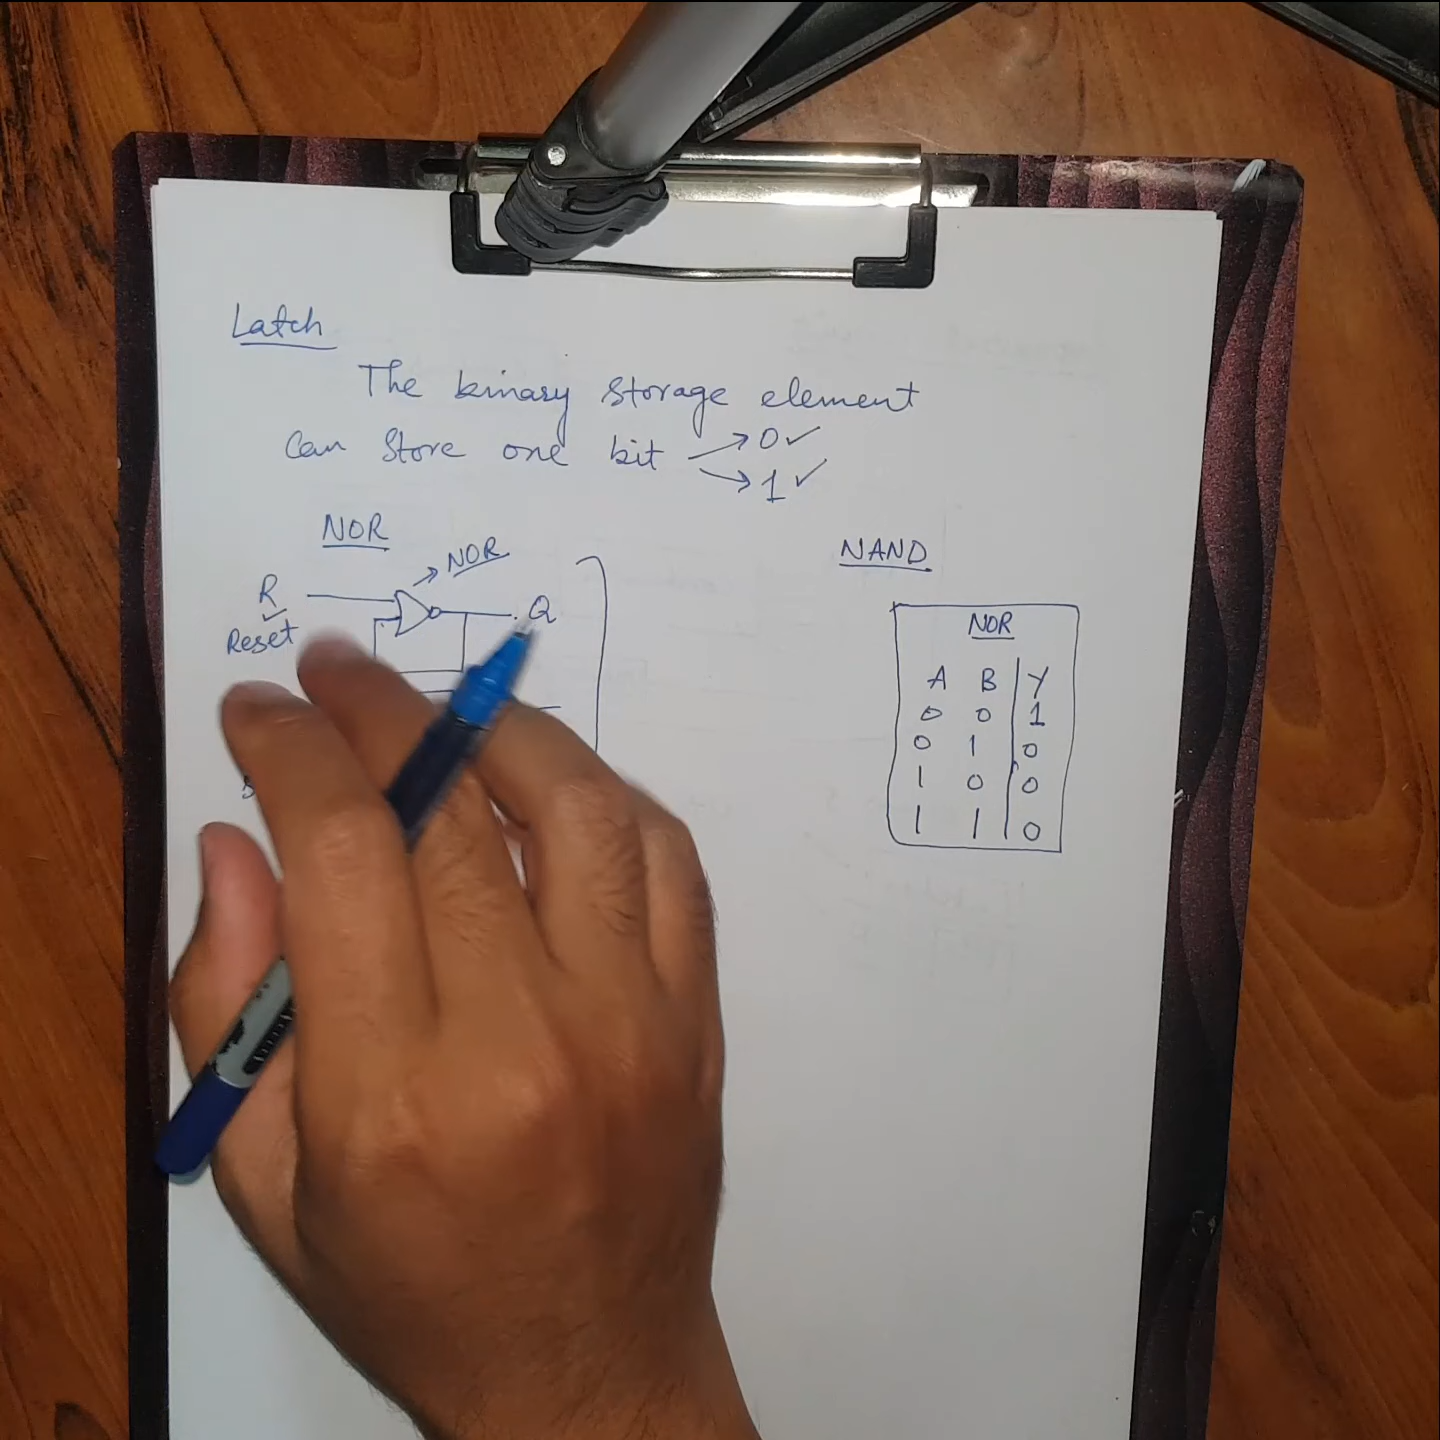 Latch
The binary storage element
Can store one bit → 0 ✓
→ 1 ✓
NOR
→ NOR
R
Reset
Q
NAND
NOR
A B Y
0 0 1
0 1 0
1 0 0
1 1 0